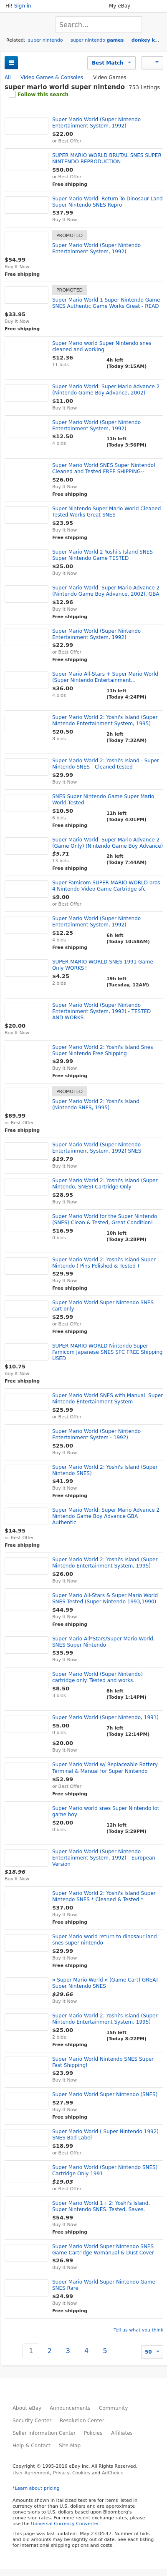 Hi! Sign in
My eBay
Search...
Related:
super nintendo
super nintendo games
donkey k...
Best Match
All
Video Games & Consoles
Video Games
super mario world super nintendo 753 listings
Follow this search
Super Mario World (Super Nintendo
Entertainment System, 1992)
$22.00
or Best Offer
SUPER MARIO WORLD BRUTAL SNES SUPER
NINTENDO REPRODUCTION
$50.00
or Best Offer
Free shipping
Super Mario World: Return To Dinosaur Land
Super Nintendo SNES Repro
$37.99
Buy It Now
PROMOTED
Super Mario World (Super Nintendo
Entertainment System, 1992)
$54.99
Buy It Now
Free shipping
PROMOTED
Super Mario World 1 Super Nintendo Game
SNES Authentic Game Works Great - READ
$33.95
Buy It Now
Free shipping
Super Mario world Super Nintendo snes
cleaned and working
$12.36
11 bids
4h left
(Today 9:15AM)
Super Mario World: Super Mario Advance 2
(Nintendo Game Boy Advance, 2002)
$11.00
Buy It Now
Super Mario World (Super Nintendo
Entertainment System, 1992)
$12.50
4 bids
11h left
(Today 3:56PM)
Super Mario World SNES Super Nintendo!
Cleaned and Tested FREE SHIPPING--
$26.00
Buy It Now
Free shipping
Super Nintendo Super Mario World Cleaned
Tested Works Great SNES
$23.95
Buy It Now
Free shipping
Super Mario World 2 Yoshi's Island SNES
Super Nintendo Game TESTED
$25.00
Buy It Now
Super Mario World: Super Mario Advance 2
(Nintendo Game Boy Advance, 2002), GBA
$12.96
Buy It Now
Free shipping
Super Mario World (Super Nintendo
Entertainment System, 1992)
$22.99
or Best Offer
Free shipping
Super Mario All-Stars + Super Mario World
(Super Nintendo Entertainment...
$36.00
4 bids
11h left
(Today 4:24PM)
Super Mario World 2: Yoshi's Island (Super
Nintendo Entertainment System, 1995)
$20.50
9 bids
2h left
(Today 7:32AM)
Super Mario World 2: Yoshi's Island - Super
Nintendo SNES - Cleaned tested
$29.99
Buy It Now
SNES Super Nintendo Game Super Mario
World Tested
$10.50
6 bids
Free shipping
11h left
(Today 6:01PM)
Super Mario World: Super Mario Advance 2
(Game Only) (Nintendo Game Boy Advance)
$5.71
13 bids
Free shipping
2h left
(Today 7:44AM)
Super Famicom SUPER MARIO WORLD bros
4 Nintendo Video Game Cartridge sfc
$9.00
or Best Offer
Super Mario World (Super Nintendo
Entertainment System, 1992)
$12.25
4 bids
Free shipping
6h left
(Today 10:58AM)
SUPER MARIO WORLD SNES 1991 Game
Only WORKS!!
$4.25
2 bids
19h left
(Tuesday, 12AM)
Super Mario World (Super Nintendo
Entertainment System, 1992) - TESTED
AND WORKS
$20.00
Buy It Now
Super Mario World 2: Yoshi's Island Snes
Super Nintendo Free Shipping
$29.99
Buy It Now
Free shipping
PROMOTED
Super Mario World 2: Yoshi's Island
(Nintendo SNES, 1995)
$69.99
or Best Offer
Free shipping
Super Mario World (Super Nintendo
Entertainment System, 1992) SNES
$19.79
Buy It Now
Super Mario World 2: Yoshi's Island (Super
Nintendo, SNES) Cartridge Only
$28.95
Buy It Now
Super Mario World for the Super Nintendo
(SNES) Clean & Tested, Great Condition!
$16.99
0 bids
10h left
(Today 3:28PM)
Super Mario World 2: Yoshi's Island Super
Nintendo ( Pins Polished & Tested )
$29.99
Buy It Now
Free shipping
Super Mario World Super Nintendo SNES
cart only
$25.99
or Best Offer
Free shipping
SUPER MARIO WORLD Nintendo Super
Famicom Japanese SNES SFC FREE Shipping
USED
$10.75
Buy It Now
Free shipping
Super Mario World SNES with Manual. Super
Nintendo Entertainment System
$25.99
or Best Offer
Super Mario World (Super Nintendo
Entertainment System - 1992)
$25.00
Buy It Now
Super Mario World 2: Yoshi's Island (Super
Nintendo SNES)
$41.99
Buy It Now
Free shipping
Super Mario World: Super Mario Advance 2
Nintendo Game Boy Advance GBA
Authentic
$14.95
or Best Offer
Free shipping
Super Mario World 2: Yoshi's Island (Super
Nintendo Entertainment System, 1995)
$26.00
Buy It Now
Super Mario All-Stars & Super Mario World
SNES Tested (Super Nintendo 1993,1990)
$44.99
Buy It Now
Free shipping
Super Mario All*Stars/Super Mario World.
SNES Super Nintendo
$35.99
Buy It Now
Super Mario World (Super Nintendo)
cartridge only. Tested and works.
$8.50
3 bids
8h left
(Today 1:14PM)
Super Mario World (Super Nintendo, 1991)
$5.00
0 bids
7h left
(Today 12:14PM)
$20.00
Buy It Now
Super Mario World w/ Replaceable Battery
Terminal & Manual for Super Nintendo
$52.99
or Best Offer
Free shipping
Super Mario world snes Super Nintendo lot
game boy
$20.00
0 bids
12h left
(Today 5:29PM)
Super Mario World (Super Nintendo
Entertainment System, 1992) - European
Version
$18.96
Buy It Now
Super Mario World 2: Yoshi's Island Super
Nintendo SNES * Cleaned & Tested *
$37.00
Buy It Now
Free shipping
Super Mario world return to dinosaur land
snes super nintendo
$29.99
Buy It Now
Free shipping
¤ Super Mario World ¤ (Game Cart) GREAT
Super Nintendo SNES
$29.66
Buy It Now
Super Mario World 2: Yoshi's Island (Super
Nintendo Entertainment System, 1995)
$25.00
2 bids
Free shipping
15h left
(Today 8:22PM)
Super Mario World Nintendo SNES Super
Fast Shipping!
$23.99
Buy It Now
Super Mario World Super Nintendo (SNES)
$27.99
Buy It Now
Free shipping
Super Mario World ( Super Nintendo 1992)
SNES Bad Label
$18.99
or Best Offer
Super Mario World (Super Nintendo SNES)
Cartridge Only 1991
$19.03
or Best Offer
Super Mario World 1+ 2: Yoshi's Island,
Super Nintendo SNES, Tested, Saves.
$54.99
Buy It Now
Free shipping
Super Mario World Super Nintendo SNES
Game Cartridge W/manual & Dust Cover
$26.99
Buy It Now
Super Mario World Super Nintendo Game
SNES Rare
$24.99
Buy It Now
Free shipping
Tell us what you think
1 2 3 4 5
50
About eBay
Announcements
Community
Security Center
Resolution Center
Seller Information Center
Policies
Affiliates
Help & Contact
Site Map
Copyright © 1995-2016 eBay Inc. All Rights Reserved.
User Agreement, Privacy, Cookies and AdChoice
*Learn about pricing
Amounts shown in italicized text are for items listed in
currency other than U.S. dollars and are approximate
conversions to U.S. dollars based upon Bloomberg's
conversion rates. For more recent exchange rates, please
use the Universal Currency Converter
This page was last updated: May-23 04:47. Number of bids
and bid amounts may be slightly out of date. See each listing
for international shipping options and costs.